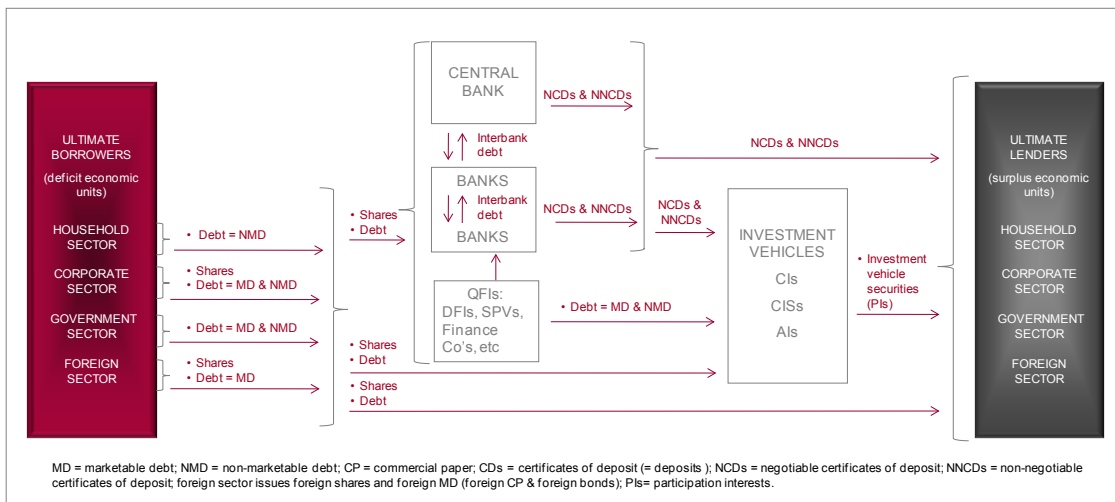 ULTIMATE
BORROWERS
(deficit economic
units)
HOUSEHOLD
SECTOR
CORPORATE
SECTOR
GOVERNMENT
SECTOR
FOREIGN
SECTOR
• Debt = NMD
• Shares
• Debt = MD & NMD
• Debt = MD & NMD
• Shares
• Debt = MD
• Shares
• Debt
CENTRAL
BANK
Interbank
debt
BANKS
Interbank
debt
BANKS
QFIs:
DFIs, SPVs,
Finance
Co's, etc
NCDs & NNCDs
NCDs & NNCDs
• Debt = MD & NMD
• Shares
• Debt
• Shares
• Debt
NCDs & NNCDs
NCDs &
NNCDs
INVESTMENT
VEHICLES
CIs
CISs
AIs
• Investment
vehicle
securities
(PIs)
ULTIMATE
LENDERS
(surplus economic
units)
HOUSEHOLD
SECTOR
CORPORATE
SECTOR
GOVERNMENT
SECTOR
FOREIGN
SECTOR
MD = marketable debt; NMD = non-marketable debt; CP = commercial paper; CDs = certificates of deposit (= deposits ); NCDs = negotiable certificates of deposit; NNCDs = non-negotiable
certificates of deposit; foreign sector issues foreign shares and foreign MD (foreign CP & foreign bonds); PIs= participation interests.